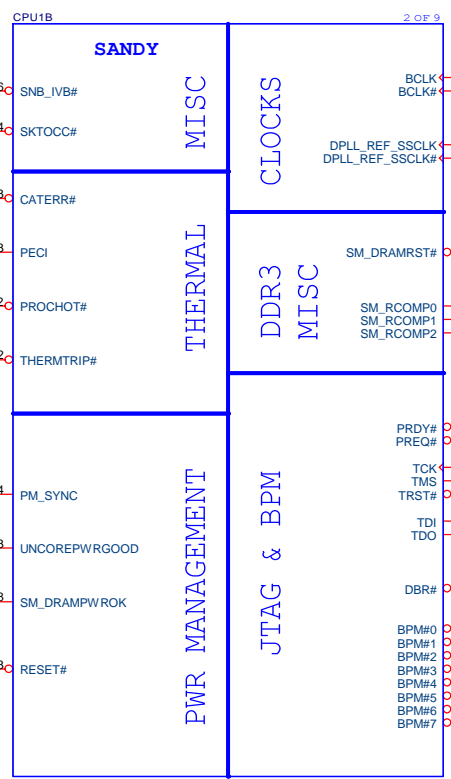 CPU1B
2 OF 9
SANDY
MISC
SNB_IVB#
SKTOCC#
THERMAL
CATERR#
PECI
PROCHOT#
THERMTRIP#
PWR MANAGEMENT
PM_SYNC
UNCOREPWRGOOD
SM_DRAMPWROK
RESET#
CLOCKS
BCLK
BCLK#
DPLL_REF_SSCLK
DPLL_REF_SSCLK#
DDR3
MISC
SM_DRAMRST#
SM_RCOMP0
SM_RCOMP1
SM_RCOMP2
JTAG & BPM
PRDY#
PREQ#
TCK
TMS
TRST#
TDI
TDO
DBR#
BPM#0
BPM#1
BPM#2
BPM#3
BPM#4
BPM#5
BPM#6
BPM#7